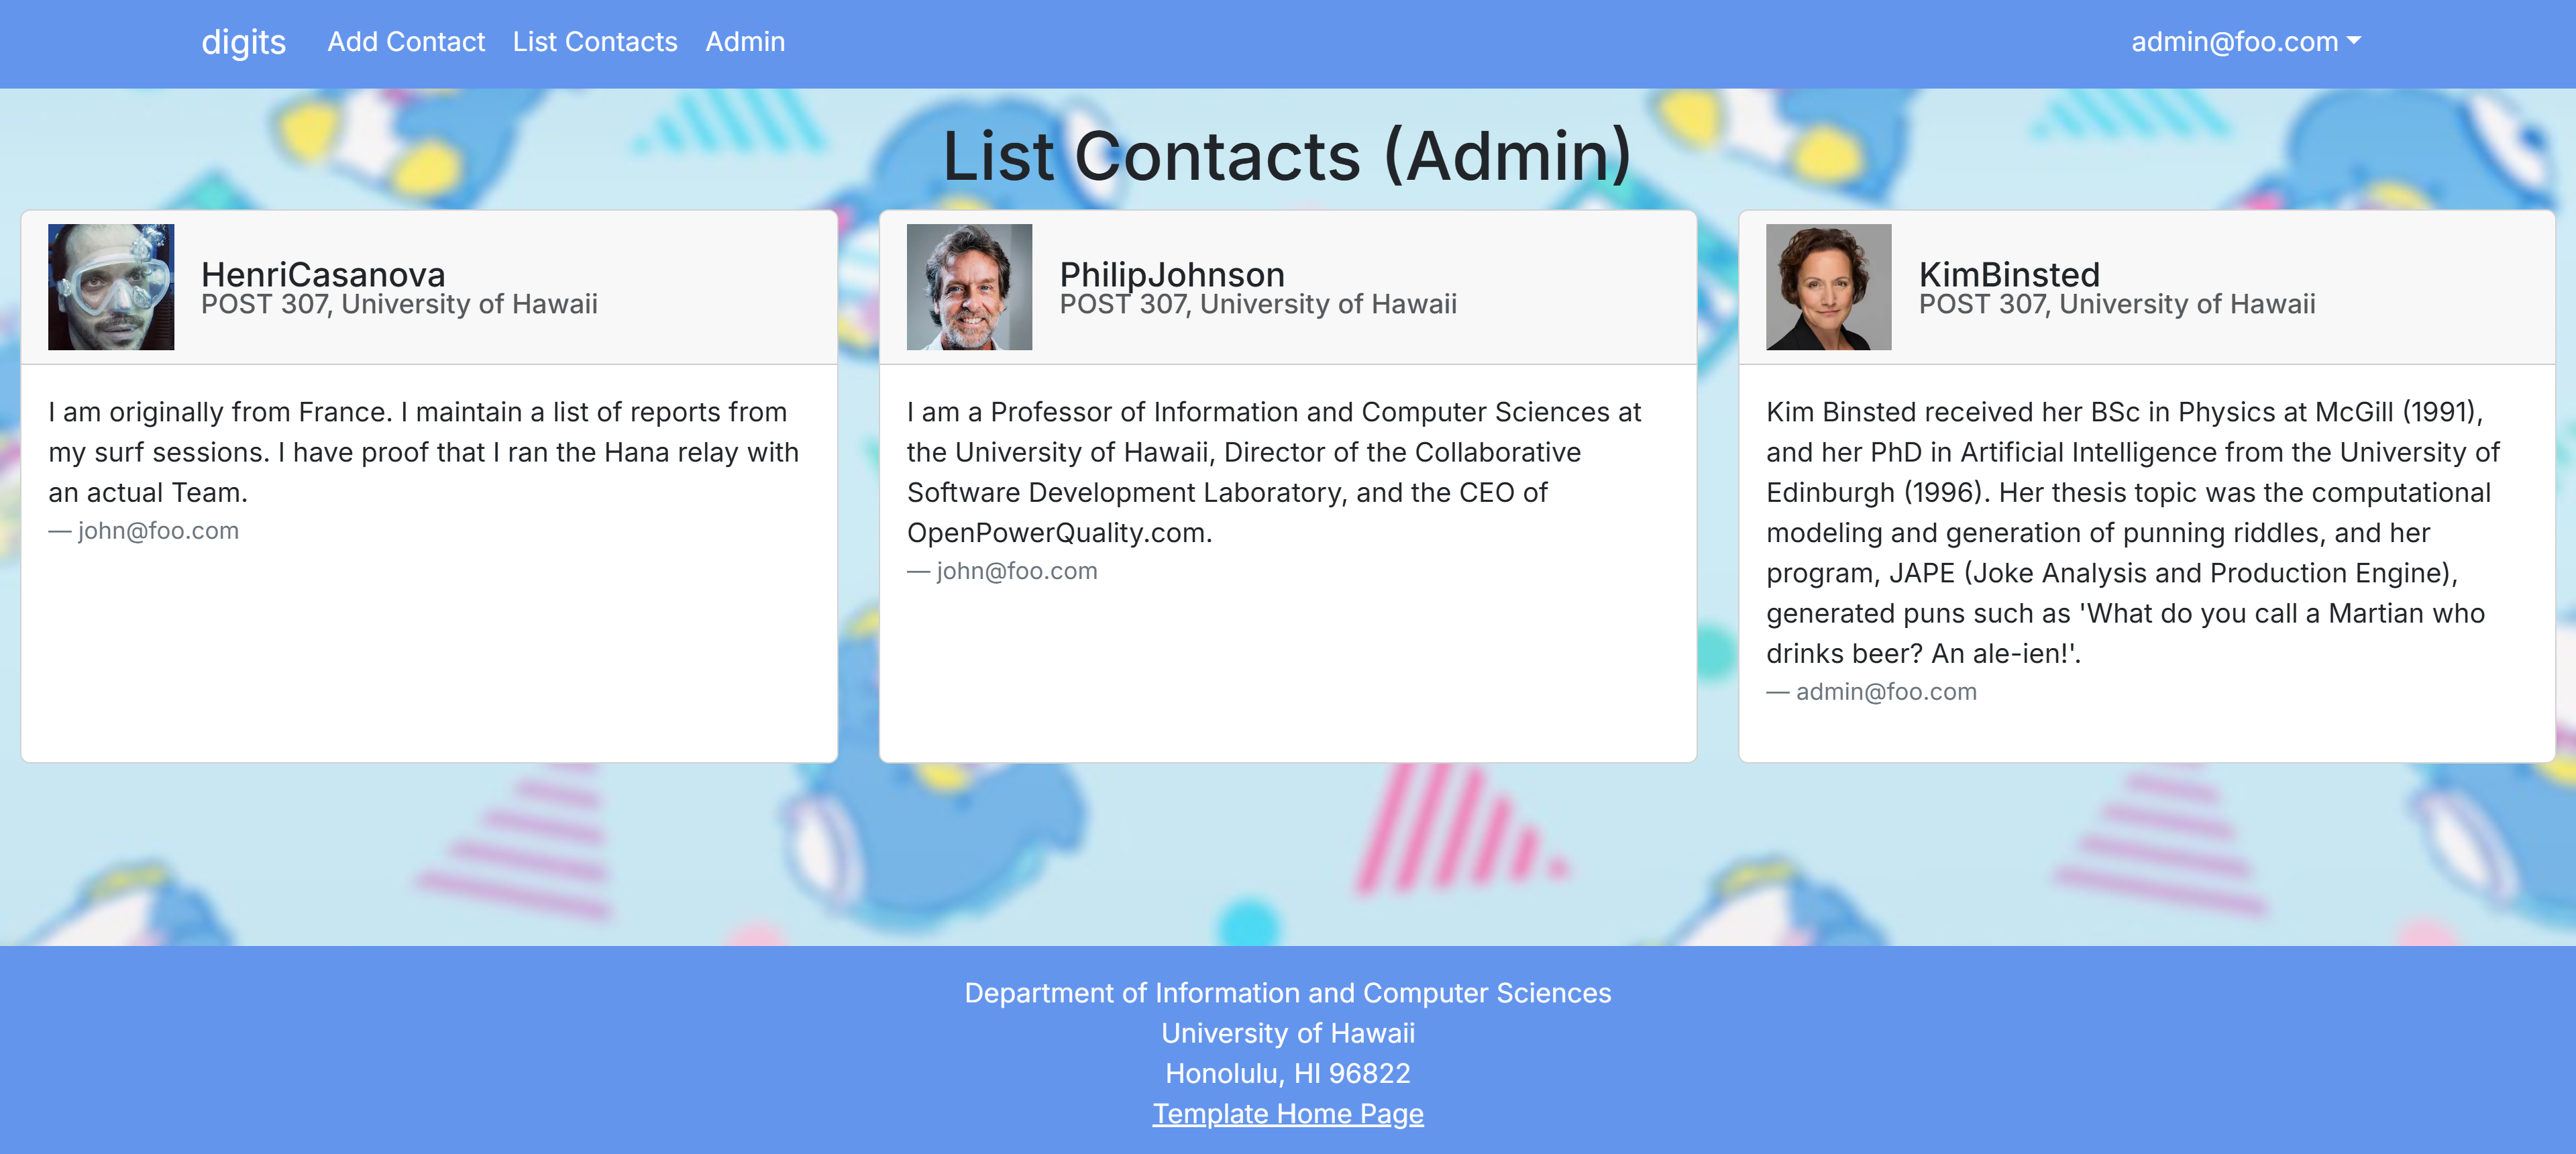 digits Add Contact List Contacts Admin admin@foo.com
List Contacts (Admin)
HenriCasanova
POST 307, University of Hawaii
I am originally from France. I maintain a list of reports from
my surf sessions. I have proof that I ran the Hana relay with
an actual Team.
— john@foo.com
PhilipJohnson
POST 307, University of Hawaii
I am a Professor of Information and Computer Sciences at
the University of Hawaii, Director of the Collaborative
Software Development Laboratory, and the CEO of
OpenPowerQuality.com.
— john@foo.com
KimBinsted
POST 307, University of Hawaii
Kim Binsted received her BSc in Physics at McGill (1991),
and her PhD in Artificial Intelligence from the University of
Edinburgh (1996). Her thesis topic was the computational
modeling and generation of punning riddles, and her
program, JAPE (Joke Analysis and Production Engine),
generated puns such as 'What do you call a Martian who
drinks beer? An ale-ien!'.
— admin@foo.com
Department of Information and Computer Sciences
University of Hawaii
Honolulu, HI 96822
Template Home Page